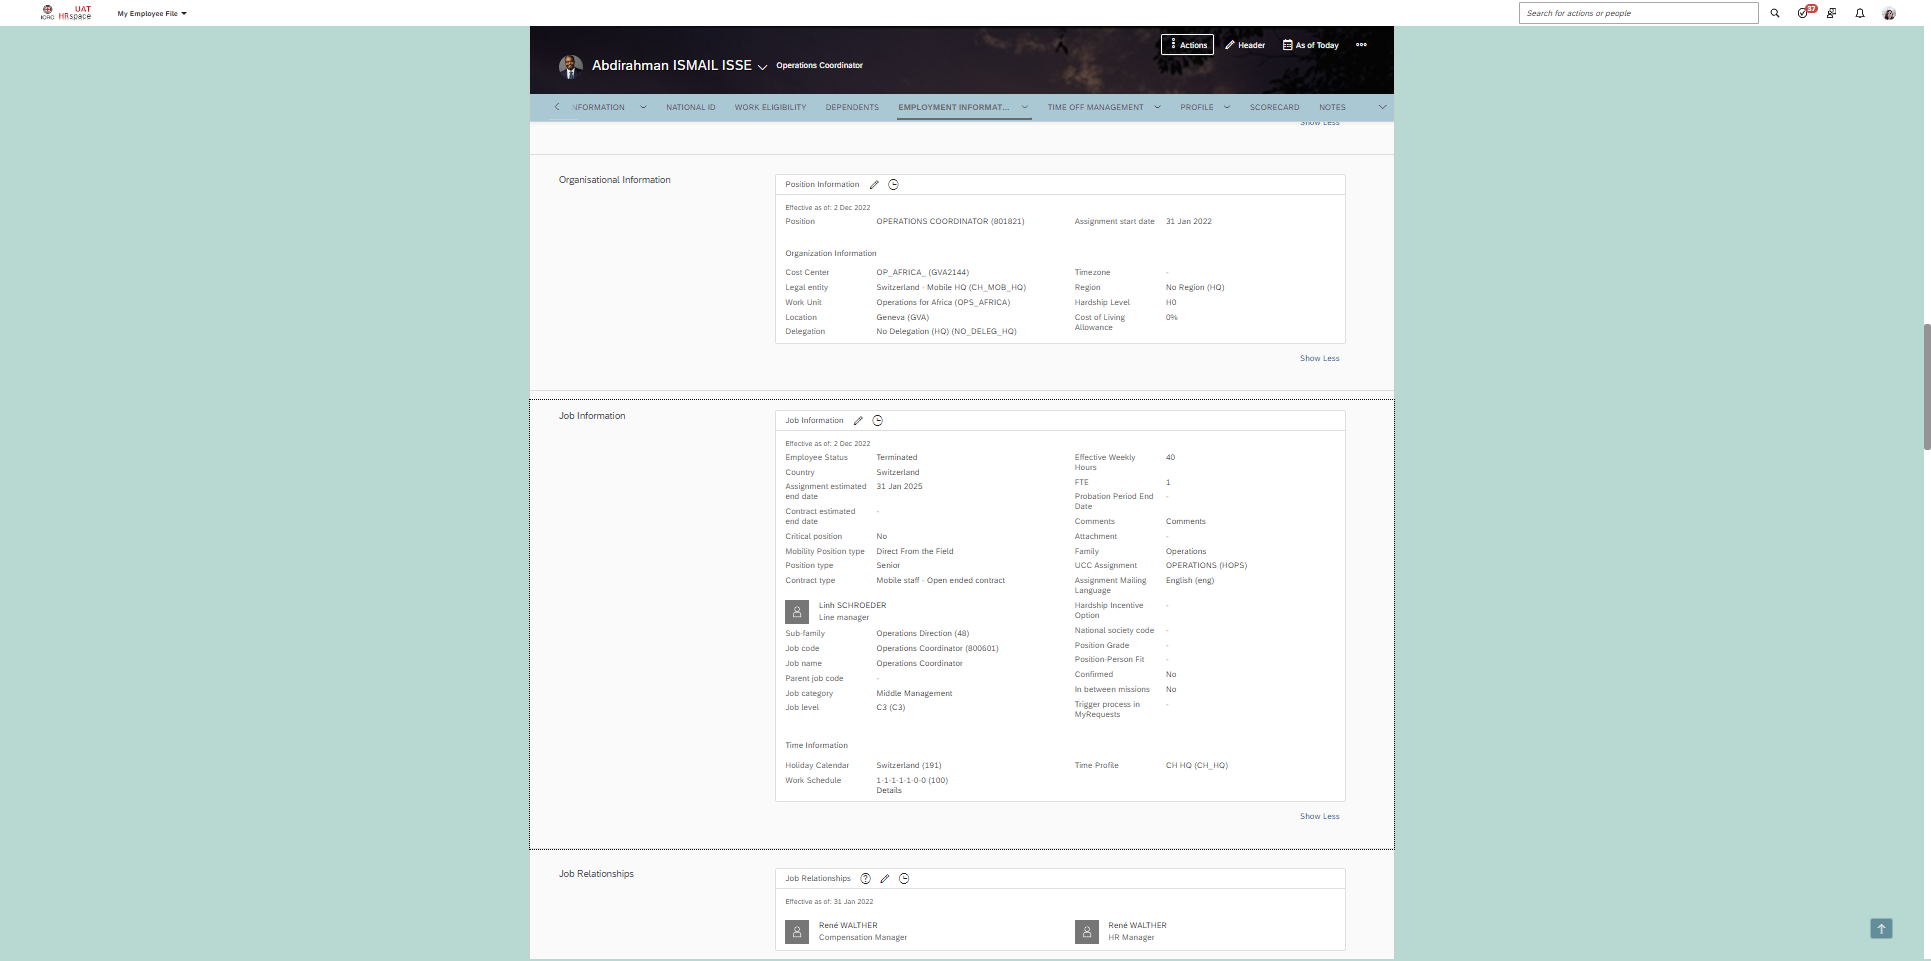 ICRC UAT
HRspace
My Employee File
Search for actions or people
37
Actions
Header
As of Today
Abdirahman ISMAIL ISSE
Operations Coordinator
NFORMATION
NATIONAL ID
WORK ELIGIBILITY
DEPENDENTS
EMPLOYMENT INFORMAT...
TIME OFF MANAGEMENT
PROFILE
SCORECARD
NOTES
Show Less
Organisational Information
Position Information
Effective as of: 2 Dec 2022
Position OPERATIONS COORDINATOR (801821)
Assignment start date 31 Jan 2022
Organization Information
Cost Center OP_AFRICA_ (GVA2144)
Legal entity Switzerland - Mobile HQ (CH_MOB_HQ)
Work Unit Operations for Africa (OPS_AFRICA)
Location Geneva (GVA)
Delegation No Delegation (HQ) (NO_DELEG_HQ)
Timezone -
Region No Region (HQ)
Hardship Level H0
Cost of Living 0%
Allowance
Show Less
Job Information
Job Information
Effective as of: 2 Dec 2022
Employee Status Terminated
Country Switzerland
Assignment estimated 31 Jan 2025
end date
Contract estimated -
end date
Critical position No
Mobility Position type Direct From the Field
Position type Senior
Contract type Mobile staff - Open ended contract
Linh SCHROEDER
Line manager
Sub-family Operations Direction (48)
Job code Operations Coordinator (800601)
Job name Operations Coordinator
Parent job code -
Job category Middle Management
Job level C3 (C3)
Effective Weekly 40
Hours
FTE 1
Probation Period End -
Date
Comments Comments
Attachment -
Family Operations
UCC Assignment OPERATIONS (HOPS)
Assignment Mailing English (eng)
Language
Hardship Incentive -
Option
National society code -
Position Grade -
Position-Person Fit -
Confirmed No
In between missions No
Trigger process in -
MyRequests
Time Information
Holiday Calendar Switzerland (191)
Work Schedule 1-1-1-1-1-0-0 (100)
Details
Time Profile CH HQ (CH_HQ)
Show Less
Job Relationships
Job Relationships
Effective as of: 31 Jan 2022
René WALTHER
Compensation Manager
René WALTHER
HR Manager